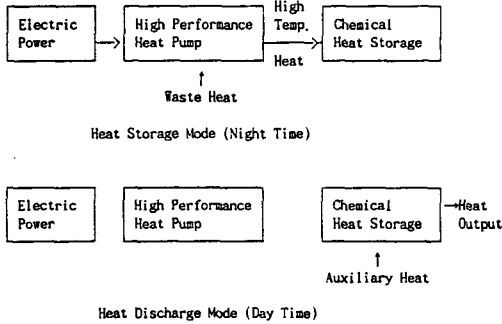 Electric Power
High Performance Heat Pump
High Temp. Heat
Chemical Heat Storage
Waste Heat
Heat Storage Mode (Night Time)
Electric Power
High Performance Heat Pump
Chemical Heat Storage
Heat Output
Auxiliary Heat
Heat Discharge Mode (Day Time)